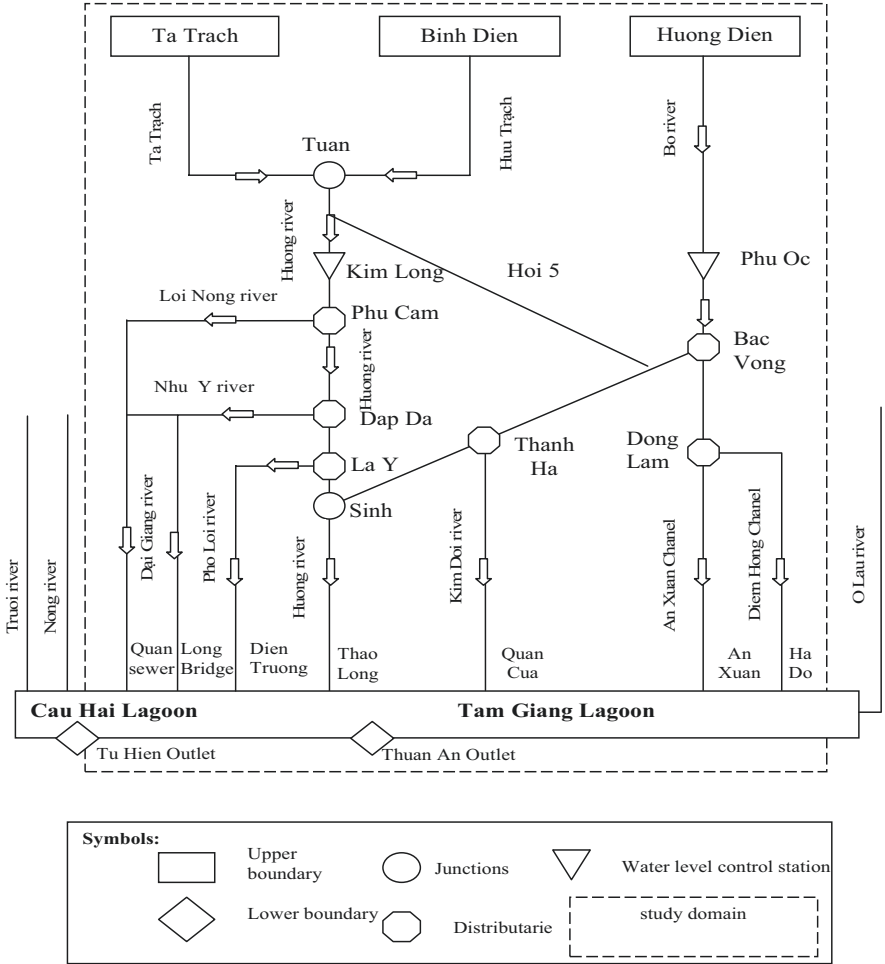 Ta Trach
Binh Dien
Huong Dien
Ta Trạch
Huu Trạch
Bo river
Tuan
Huong river
Kim Long
Hoi 5
Phu Oc
Loi Nong river
Phu Cam
Huong river
Bac
Vong
Nhu Y river
Dap Da
Thanh
Ha
Dong
Lam
La Y
Sinh
Truoi river
Nong river
Dại Giang river
Pho Loi river
Huong river
Kim Doi river
An Xuan Chanel
Diem Hong Chanel
O Lau river
Quan
sewer
Long
Bridge
Dien
Truong
Thao
Long
Quan
Cua
An
Xuan
Ha
Do
Cau Hai Lagoon
Tam Giang Lagoon
Tu Hien Outlet
Thuan An Outlet
Symbols:
Upper
boundary
Junctions
Water level control station
Lower boundary
Distributarie
study domain